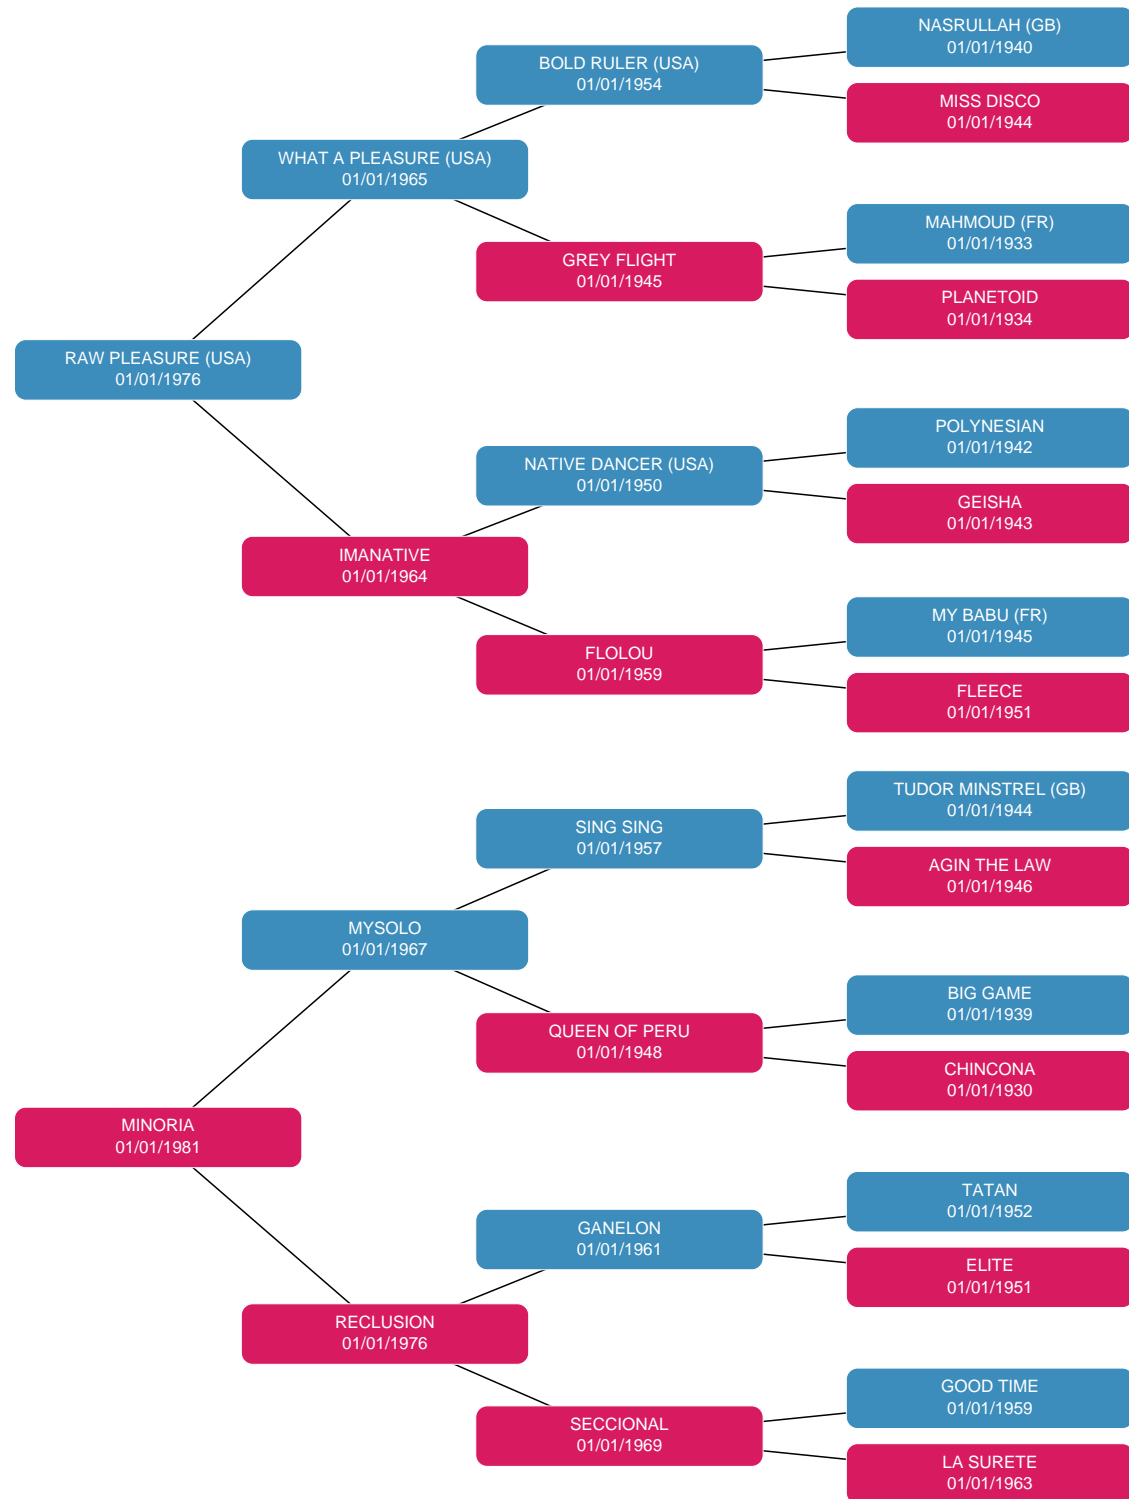 NASRULLAH (GB)
01/01/1940
BOLD RULER (USA)
01/01/1954
MISS DISCO
01/01/1944
WHAT A PLEASURE (USA)
01/01/1965
MAHMOUD (FR)
01/01/1933
GREY FLIGHT
01/01/1945
PLANETOID
01/01/1934
RAW PLEASURE (USA)
01/01/1976
POLYNESIAN
01/01/1942
NATIVE DANCER (USA)
01/01/1950
GEISHA
01/01/1943
IMANATIVE
01/01/1964
MY BABU (FR)
01/01/1945
FLOLOU
01/01/1959
FLEECE
01/01/1951
TUDOR MINSTREL (GB)
01/01/1944
SING SING
01/01/1957
AGIN THE LAW
01/01/1946
MYSOLO
01/01/1967
BIG GAME
01/01/1939
QUEEN OF PERU
01/01/1948
CHINCONA
01/01/1930
MINORIA
01/01/1981
TATAN
01/01/1952
GANELON
01/01/1961
ELITE
01/01/1951
RECLUSION
01/01/1976
GOOD TIME
01/01/1959
SECCIONAL
01/01/1969
LA SURETE
01/01/1963